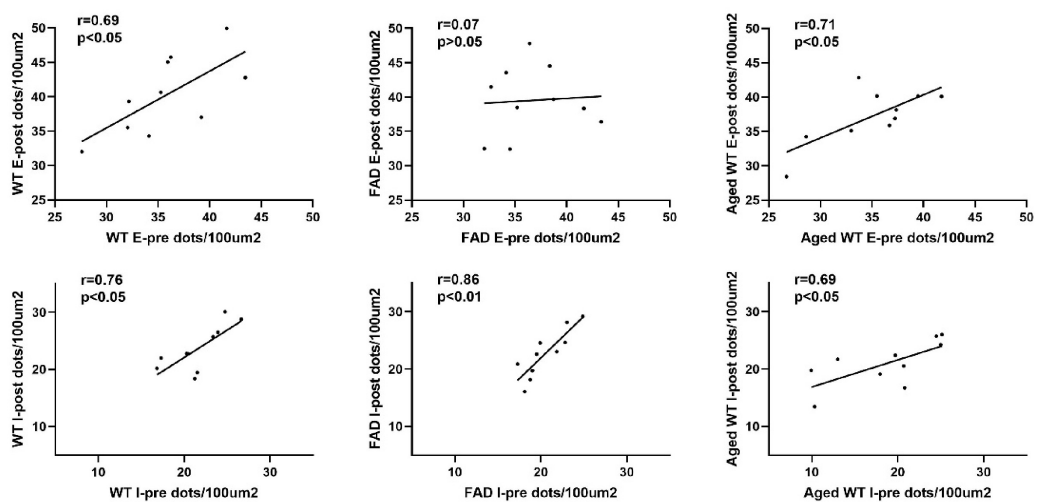 r=0.69
p<0.05
50
45
40
35
30
25
WT E-post dots/100um2
25 30 35 40 45 50
WT E-pre dots/100um2
r=0.07
p>0.05
50
45
40
35
30
25
FAD E-post dots/100um2
25 30 35 40 45 50
FAD E-pre dots/100um2
r=0.71
p<0.05
50
45
40
35
30
25
Aged WT E-post dots/100um2
25 30 35 40 45 50
Aged WT E-pre dots/100um2
r=0.76
p<0.05
30
20
10
WT I-post dots/100um2
10 20 30
WT I-pre dots/100um2
r=0.86
p<0.01
30
20
10
FAD I-post dots/100um2
10 20 30
FAD I-pre dots/100um2
r=0.69
p<0.05
30
20
10
Aged WT I-post dots/100um2
10 20 30
Aged WT I-pre dots/100um2